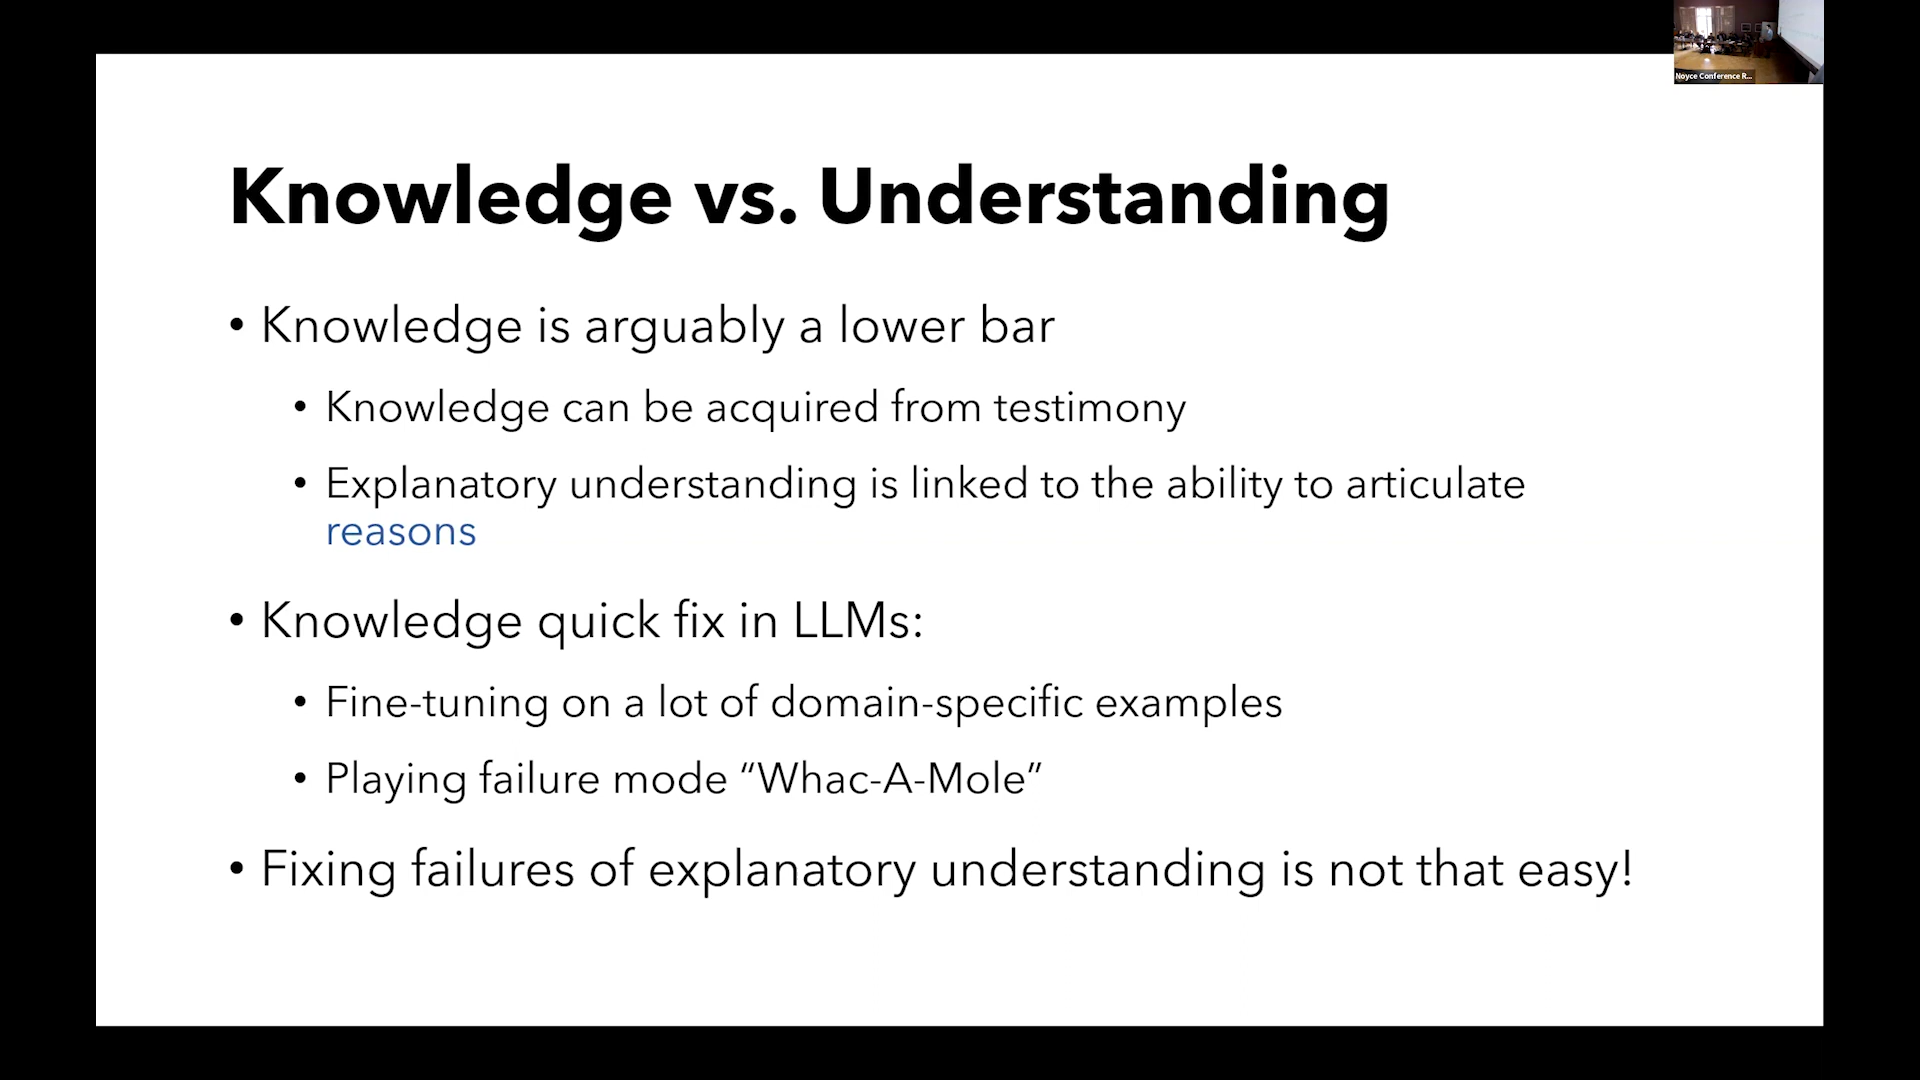 Noyce Conference R...
Knowledge vs. Understanding
• Knowledge is arguably a lower bar
• Knowledge can be acquired from testimony
• Explanatory understanding is linked to the ability to articulate
reasons
• Knowledge quick fix in LLMs:
• Fine-tuning on a lot of domain-specific examples
• Playing failure mode “Whac-A-Mole”
• Fixing failures of explanatory understanding is not that easy!